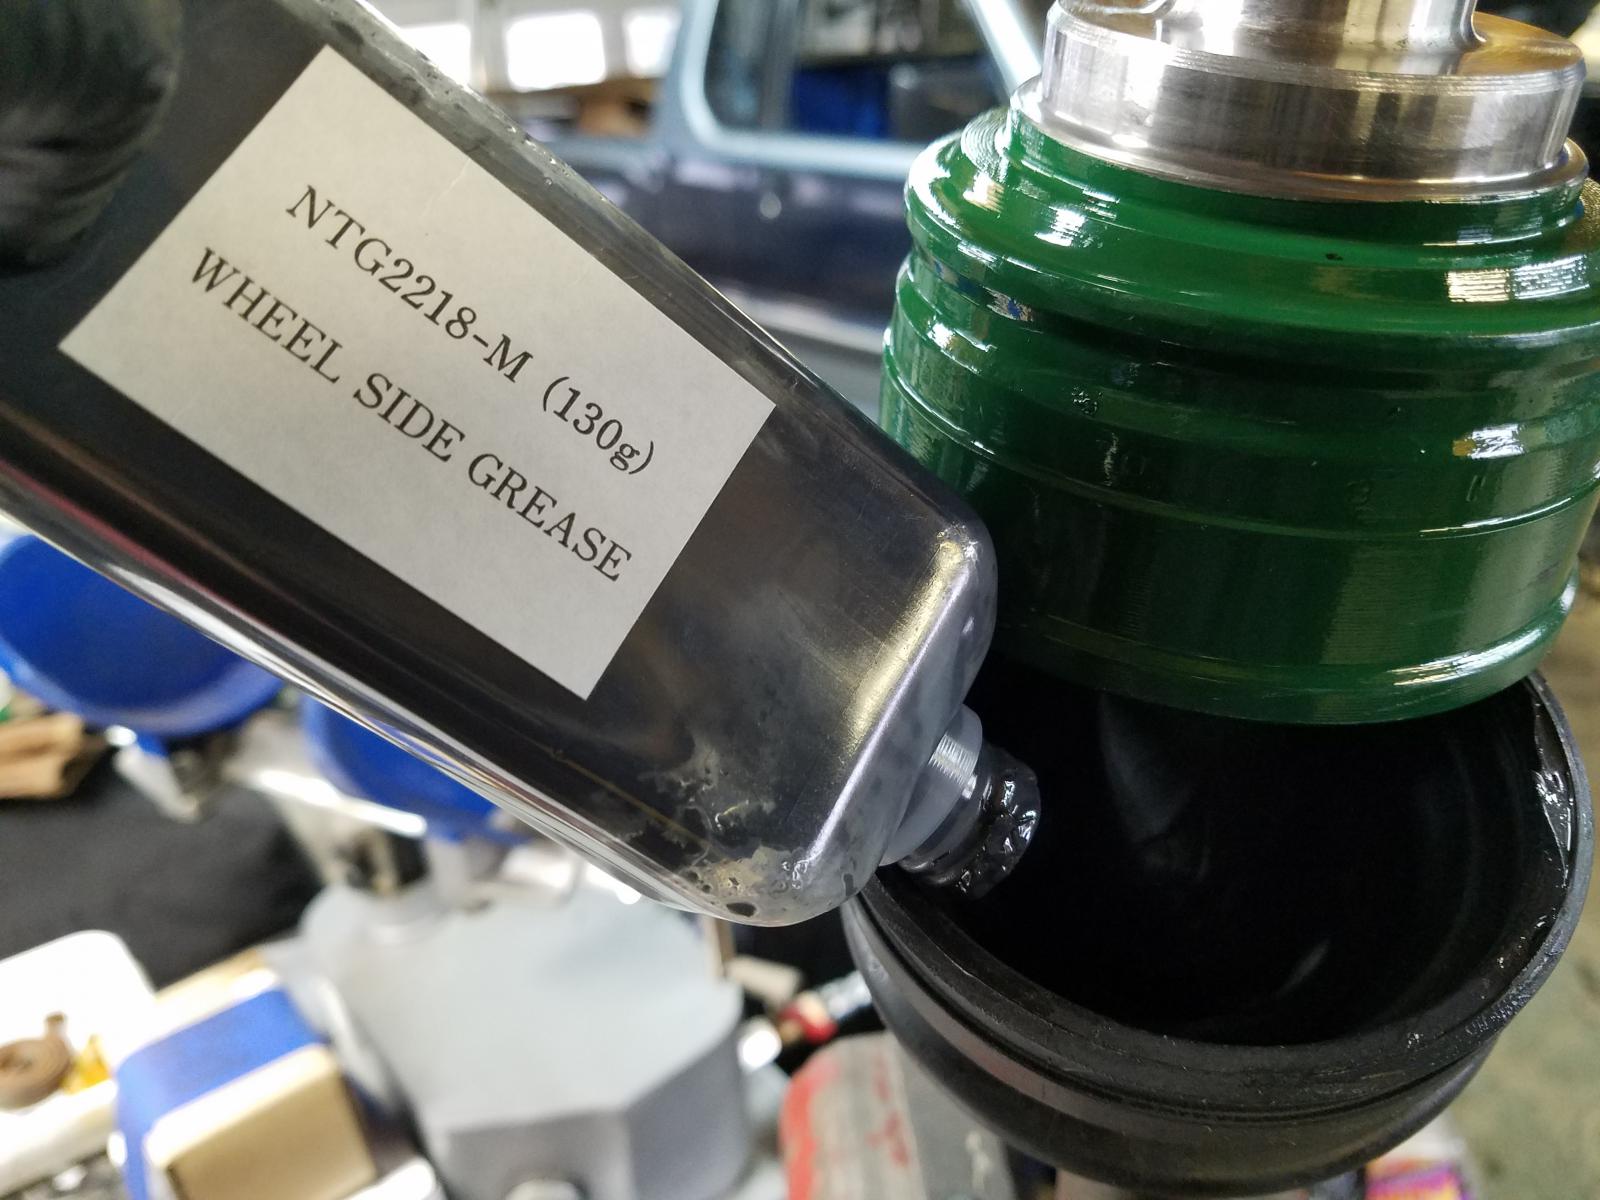 NTG2218-M (130g)
WHEEL SIDE GREASE